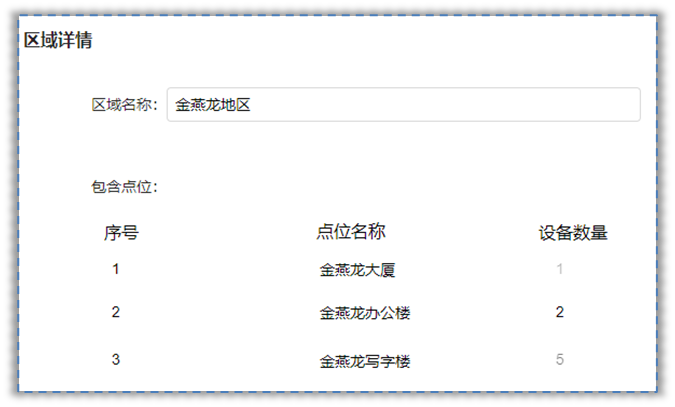 区域详情
区域名称： 金燕龙地区
包含点位：
序号 点位名称 设备数量
1 金燕龙大厦 1
2 金燕龙办公楼 2
3 金燕龙写字楼 5